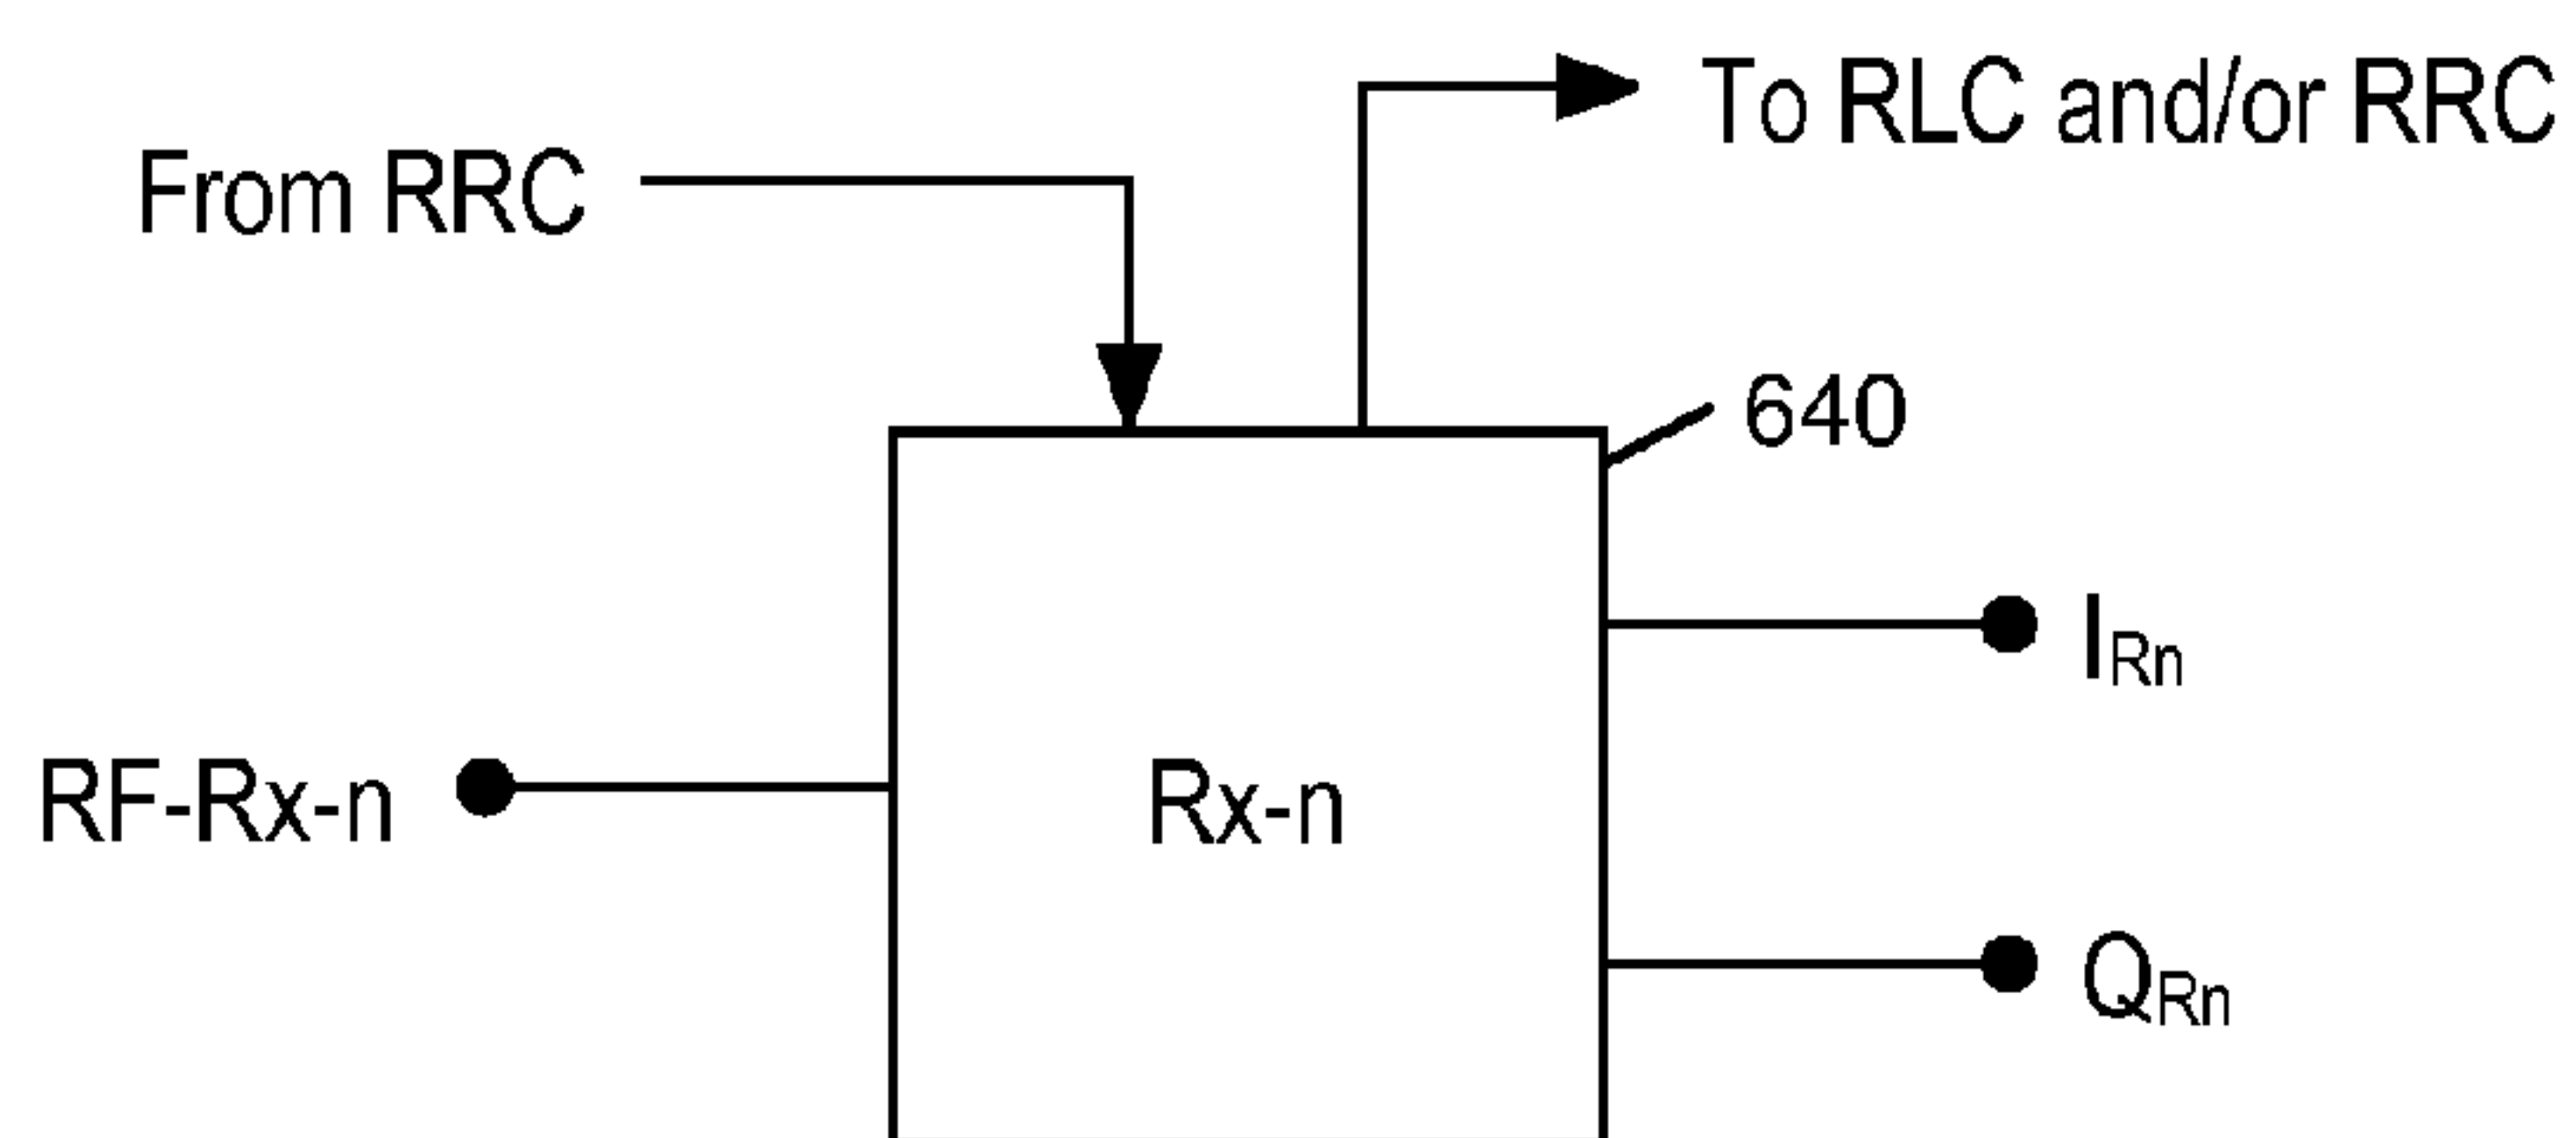 To RLC and/or RRC
From RRC
640
I_Rn
RF-Rx-n
Rx-n
Q_Rn